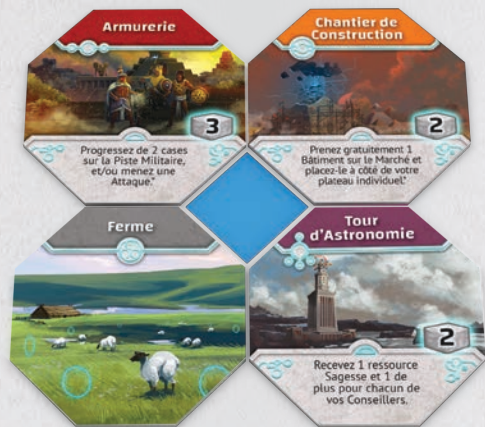 Armurerie
3
Progressez de 2 cases
sur la Piste Militaire,
et/ou menez une
Attaque.*
Chantier de
Construction
2
Prenez gratuitement 1
Bâtiment sur le Marché et
placez-le à côté de votre
plateau individuel.*
Ferme
Tour
d'Astronomie
2
Recevez 1 ressource
Sagesse et 1 de
plus pour chacun de
vos Conseillers.